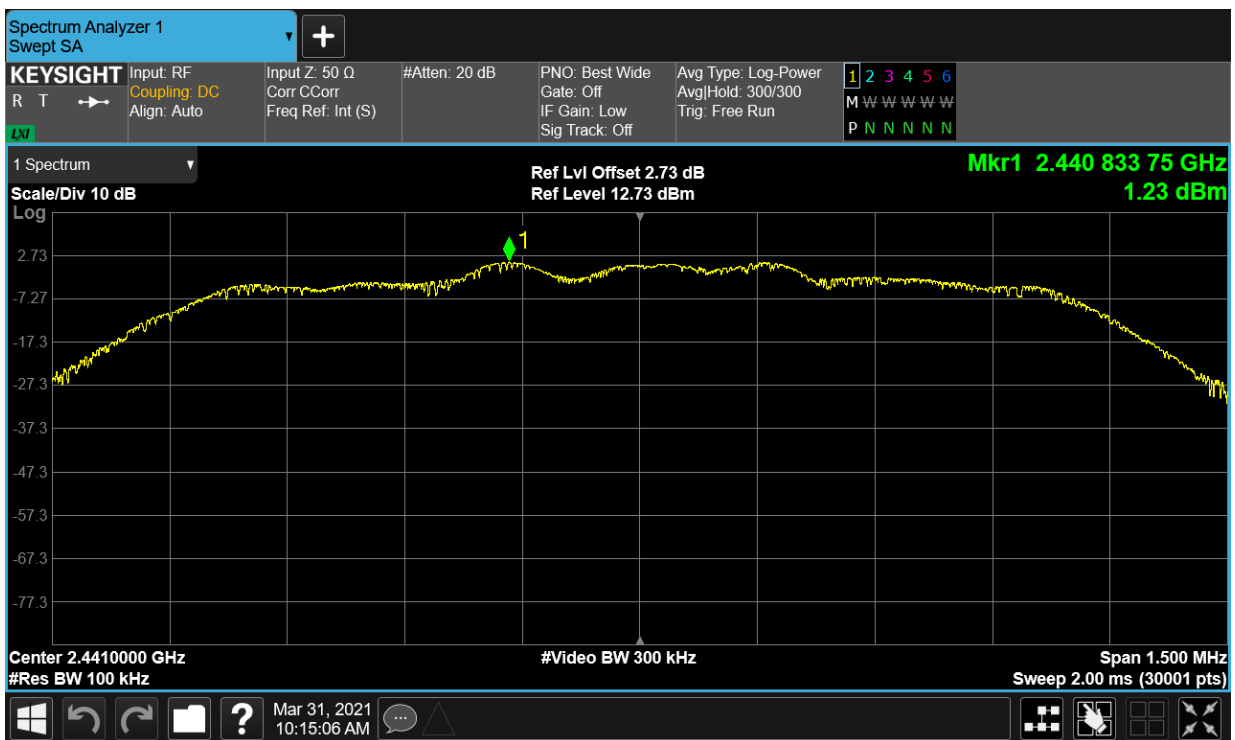 Spectrum Analyzer 1
Swept SA
KEYSIGHT
R T
LXI
Input: RF
Coupling: DC
Align: Auto
Input Z: 50 Ω
Corr CCorr
Freq Ref: Int (S)
#Atten: 20 dB
PNO: Best Wide
Gate: Off
IF Gain: Low
Sig Track: Off
Avg Type: Log-Power
Avg|Hold: 300/300
Trig: Free Run
1 2 3 4 5 6
M W W W W W
P N N N N N
1 Spectrum
Scale/Div 10 dB
Log
Ref Lvl Offset 2.73 dB
Ref Level 12.73 dBm
Mkr1 2.440 833 75 GHz
1.23 dBm
1
2.73
-7.27
-17.3
-27.3
-37.3
-47.3
-57.3
-67.3
-77.3
Center 2.4410000 GHz
#Res BW 100 kHz
#Video BW 300 kHz
Span 1.500 MHz
Sweep 2.00 ms (30001 pts)
?
Mar 31, 2021
10:15:06 AM